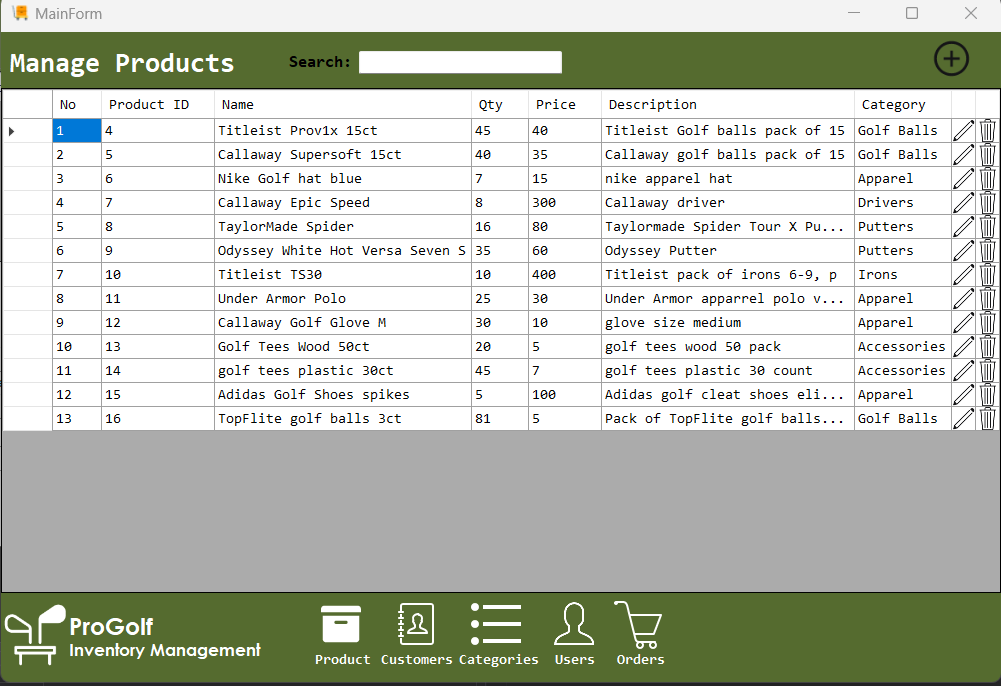 MainForm
Manage Products Search:
No Product ID Name Qty Price Description Category
1 4 Titleist Prov1x 15ct 45 40 Titleist Golf balls pack of 15 Golf Balls
2 5 Callaway Supersoft 15ct 40 35 Callaway golf balls pack of 15 Golf Balls
3 6 Nike Golf hat blue 7 15 nike apparel hat Apparel
4 7 Callaway Epic Speed 8 300 Callaway driver Drivers
5 8 TaylorMade Spider 16 80 Taylormade Spider Tour X Pu... Putters
6 9 Odyssey White Hot Versa Seven S 35 60 Odyssey Putter Putters
7 10 Titleist TS30 10 400 Titleist pack of irons 6-9, p Irons
8 11 Under Armor Polo 25 30 Under Armor apparrel polo v... Apparel
9 12 Callaway Golf Glove M 30 10 glove size medium Apparel
10 13 Golf Tees Wood 50ct 20 5 golf tees wood 50 pack Accessories
11 14 golf tees plastic 30ct 45 7 golf tees plastic 30 count Accessories
12 15 Adidas Golf Shoes spikes 5 100 Adidas golf cleat shoes eli... Apparel
13 16 TopFlite golf balls 3ct 81 5 Pack of TopFlite golf balls... Golf Balls
ProGolf
Inventory Management
Product Customers Categories Users Orders